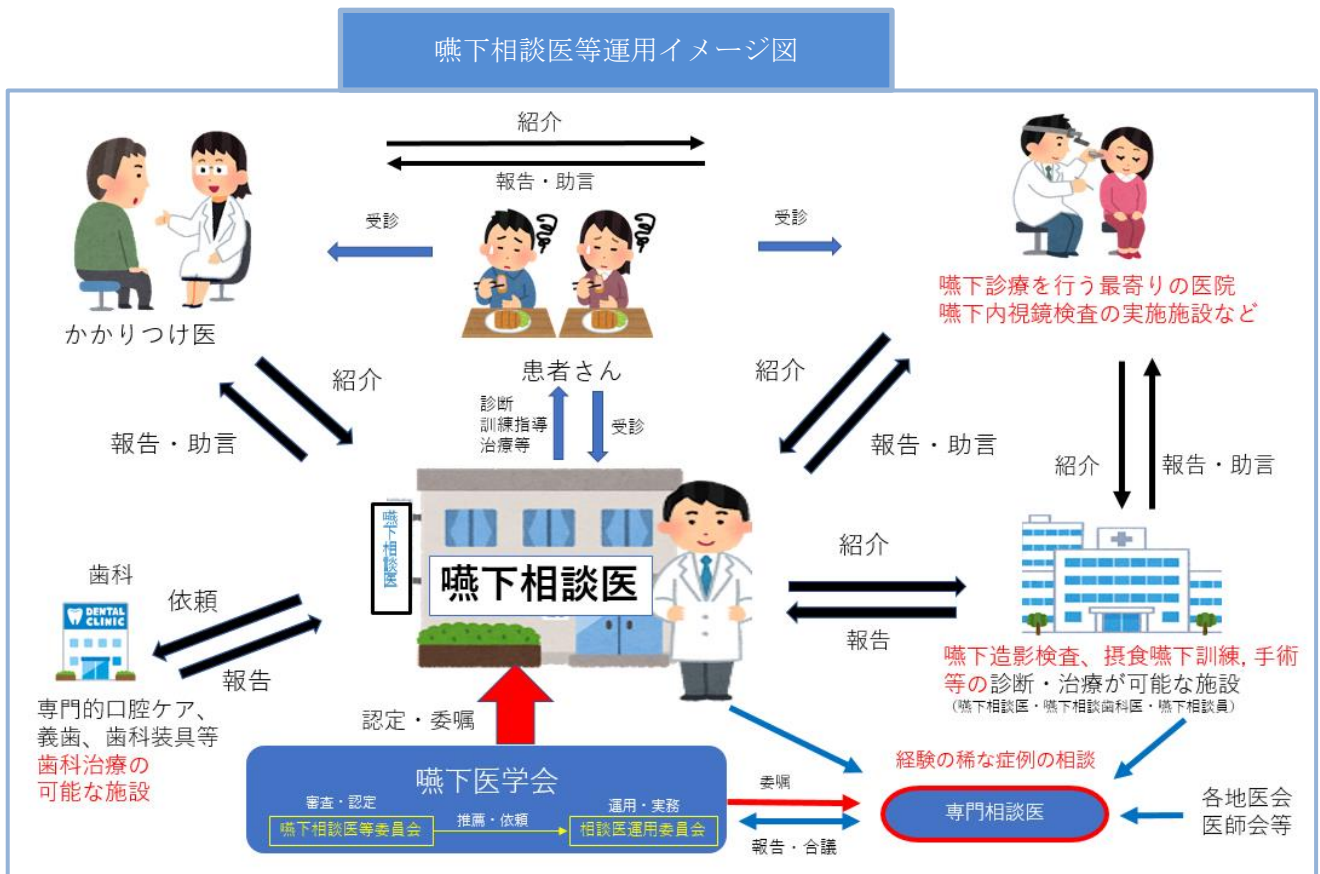 嚥下相談医等運用イメージ図
紹介
報告・助言
受診
受診
かかりつけ医
患者さん
嚥下診療を行う最寄りの医院
嚥下内視鏡検査の実施施設など
紹介
報告・助言
診断
訓練指導
治療等
受診
紹介
報告・助言
紹介
報告・助言
嚥下相談医
嚥下相談医
紹介
報告
歯科
DENTAL
CLINIC
依頼
報告
専門的口腔ケア、
義歯、歯科装具等
歯科治療の
可能な施設
嚥下造影検査、摂食嚥下訓練,手術
等の診断・治療が可能な施設
(嚥下相談医・嚥下相談歯科医・嚥下相談員)
認定・委嘱
嚥下医学会
審査・認定
嚥下相談医等委員会
推薦・依頼
運用・実務
相談医運用委員会
委嘱
報告・合議
経験の稀な症例の相談
専門相談医
各地医会
医師会等